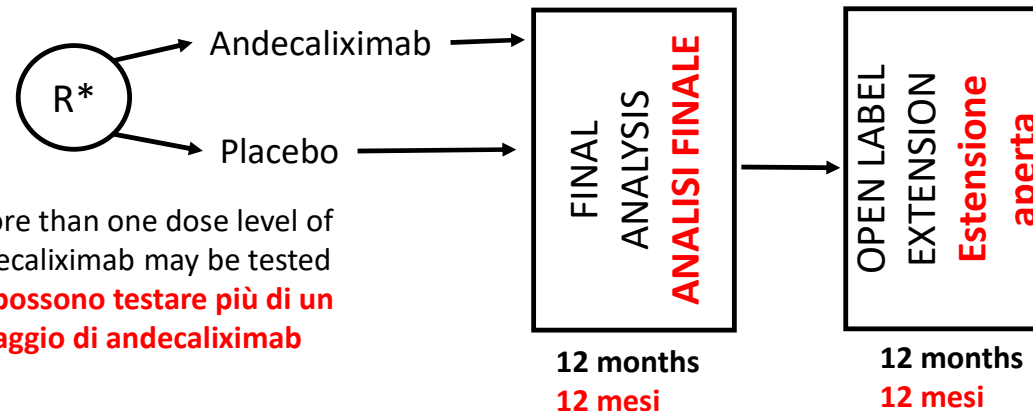 R*
Andecaliximab
Placebo
ore than one dose level of
ecaliximab may be tested
possono testare più di un
aggio di andecaliximab
FINAL
ANALYSIS
ANALISI FINALE
12 months
12 mesi
OPEN LABEL
EXTENSION
Estensione
aperta
12 months
12 mesi